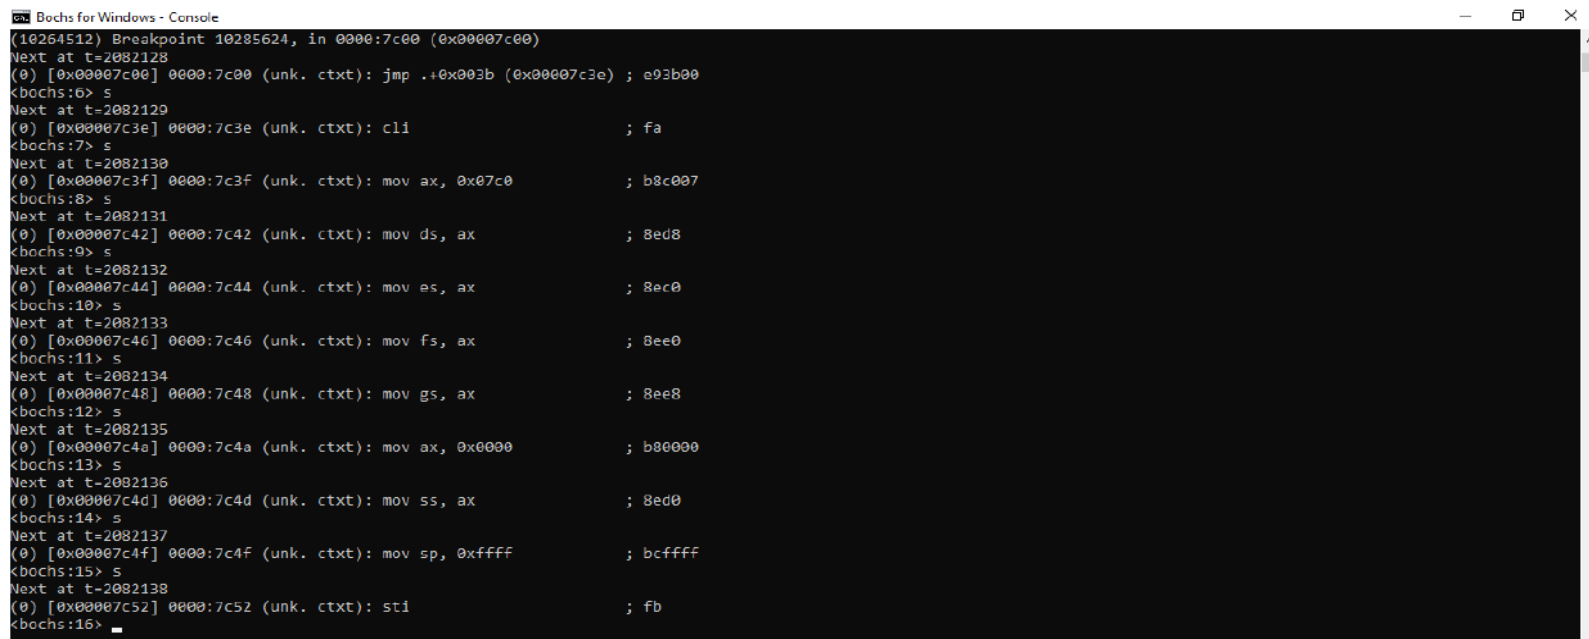 Bochs for Windows - Console
(10264512) Breakpoint 10285624, in 0000:7c00 (0x00007c00)
Next at t=2082128
(0) [0x00007c00] 0000:7c00 (unk. ctxt): jmp .+0x003b (0x00007c3e) ; e93b00
<bochs:6> s
Next at t=2082129
(0) [0x00007c3e] 0000:7c3e (unk. ctxt): cli ; fa
<bochs:7> s
Next at t=2082130
(0) [0x00007c3f] 0000:7c3f (unk. ctxt): mov ax, 0x07c0 ; b8c007
<bochs:8> s
Next at t=2082131
(0) [0x00007c42] 0000:7c42 (unk. ctxt): mov ds, ax ; 8ed8
<bochs:9> s
Next at t=2082132
(0) [0x00007c44] 0000:7c44 (unk. ctxt): mov es, ax ; 8ec0
<bochs:10> s
Next at t=2082133
(0) [0x00007c46] 0000:7c46 (unk. ctxt): mov fs, ax ; 8ee0
<bochs:11> s
Next at t=2082134
(0) [0x00007c48] 0000:7c48 (unk. ctxt): mov gs, ax ; 8ee8
<bochs:12> s
Next at t=2082135
(0) [0x00007c4a] 0000:7c4a (unk. ctxt): mov ax, 0x0000 ; b80000
<bochs:13> s
Next at t=2082136
(0) [0x00007c4d] 0000:7c4d (unk. ctxt): mov ss, ax ; 8ed0
<bochs:14> s
Next at t=2082137
(0) [0x00007c4f] 0000:7c4f (unk. ctxt): mov sp, 0xffff ; bcffff
<bochs:15> s
Next at t=2082138
(0) [0x00007c52] 0000:7c52 (unk. ctxt): sti ; fb
<bochs:16>